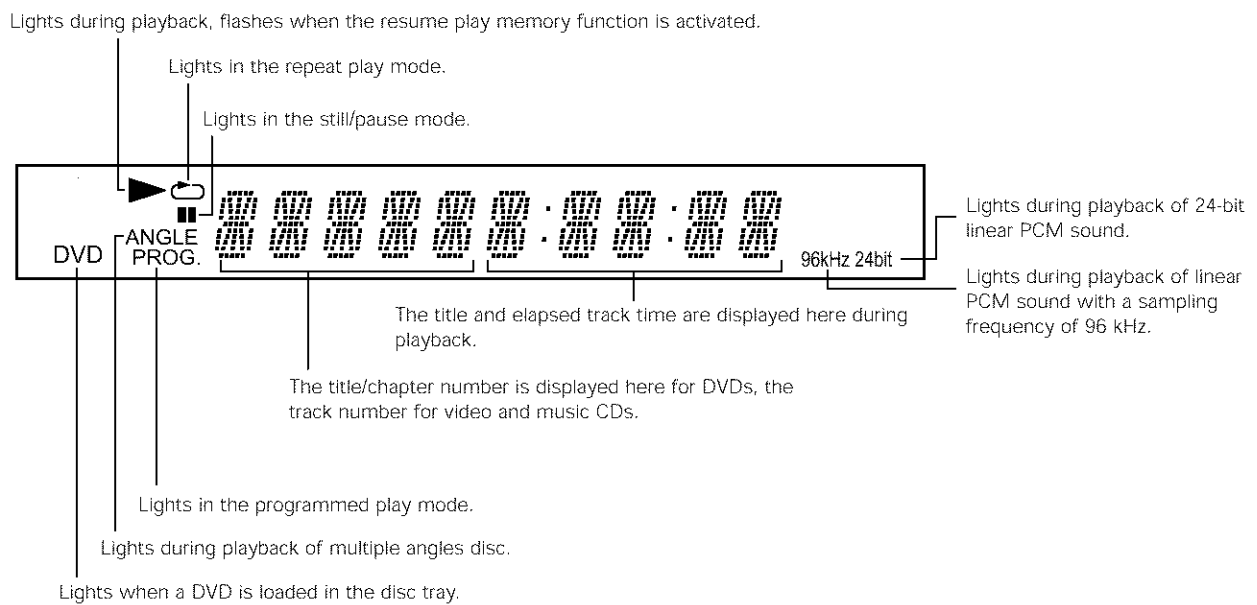 Lights during playback, flashes when the resume play memory function is activated.
Lights in the repeat play mode.
Lights in the still/pause mode.
DVD
ANGLE
PROG.
96kHz 24bit
Lights during playback of 24-bit
linear PCM sound.
Lights during playback of linear
PCM sound with a sampling
frequency of 96 kHz.
The title and elapsed track time are displayed here during
playback.
The title/chapter number is displayed here for DVDs, the
track number for video and music CDs.
Lights in the programmed play mode.
Lights during playback of multiple angles disc.
Lights when a DVD is loaded in the disc tray.